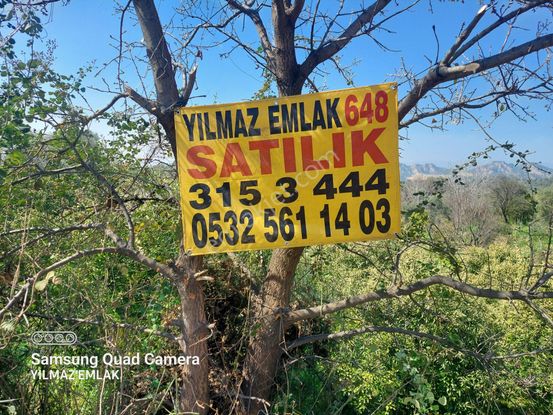 YILMAZ EMLAK 648
SATILIK
315 3 444
0532 561 14 03
Samsung Quad Camera
YILMAZ'EMLAK